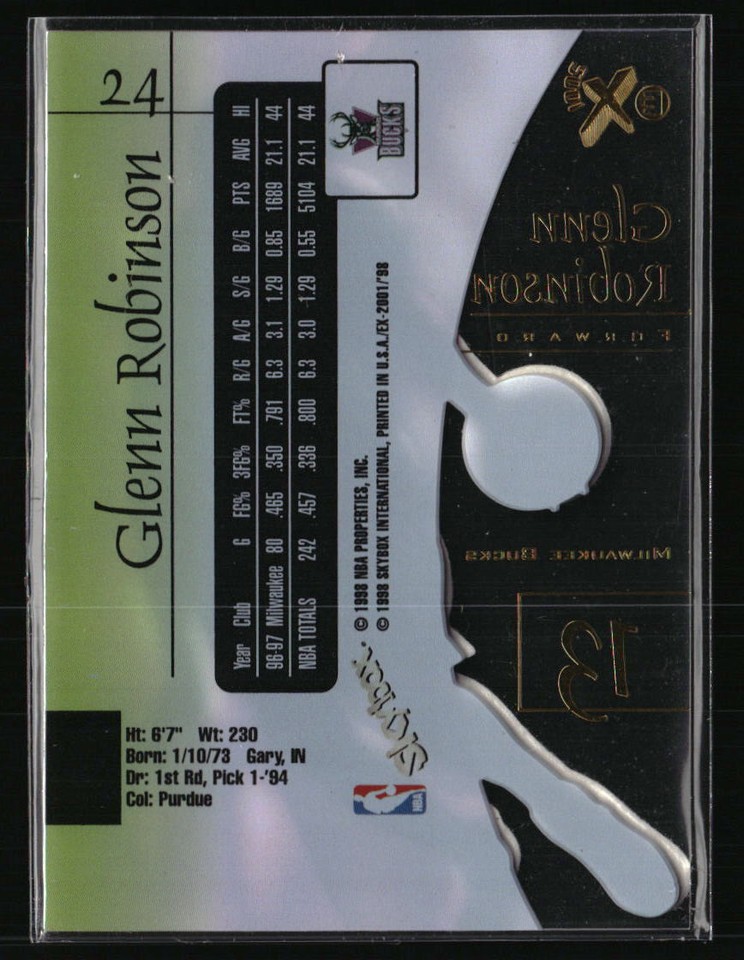 24
Glenn Robinson
BUCKS
Year Club G FG% 3FG% FT% R/G A/G S/G B/G PTS AVG HI
96-97 Milwaukee 80 .465 .350 .791 6.3 3.1 1.29 0.85 1689 21.1 44
NBA TOTALS 242 .457 .336 .800 6.3 3.0 1.29 0.55 5104 21.1 44
© 1998 NBA PROPERTIES, INC.
© 1998 SKYBOX INTERNATIONAL, PRINTED IN U.S.A./EX-2001/'98
SkyBox
NBA
Ht: 6'7" Wt: 230
Born: 1/10/73 Gary, IN
Dr: 1st Rd, Pick 1-'94
Col: Purdue
EX 2001
Glenn
Robinson
FORWARD
MILWAUKEE BUCKS
13